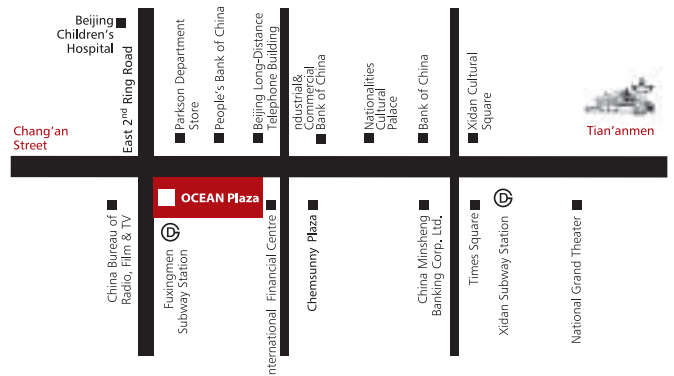 Beijing
Children's
Hospital
East 2nd Ring Road
Parkson Department
Store
People's Bank of China
Beijing Long-Distance
Telephone Building
ndustrial&
Commercial
Bank of China
Nationalities
Cultural
Palace
Bank of China
Xidan Cultural
Square
Chang'an
Street
Tian'anmen
OCEAN Plaza
China Bureau of
Radio, Film & TV
D
Fuxingmen
Subway Station
nternational Financial Centre
Chemsunny Plaza
China Minsheng
Banking Corp. Ltd.
Times Square
D
Xidan Subway Station
National Grand Theater